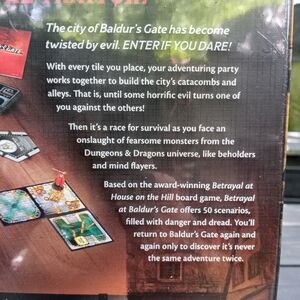 The city of Baldur's Gate has become
twisted by evil. ENTER IF YOU DARE!
With every tile you place, your adventuring party
works together to build the city's catacombs and
alleys. That is, until some horrific evil turns one of
you against the others!
Then it's a race for survival as you face an
onslaught of fearsome monsters from the
Dungeons & Dragons universe, like beholders
and mind flayers.
Based on the award-winning Betrayal at
House on the Hill board game, Betrayal
at Baldur's Gate offers 50 scenarios,
filled with danger and dread. You'll
return to Baldur's Gate again and
again only to discover it's never
the same adventure twice.